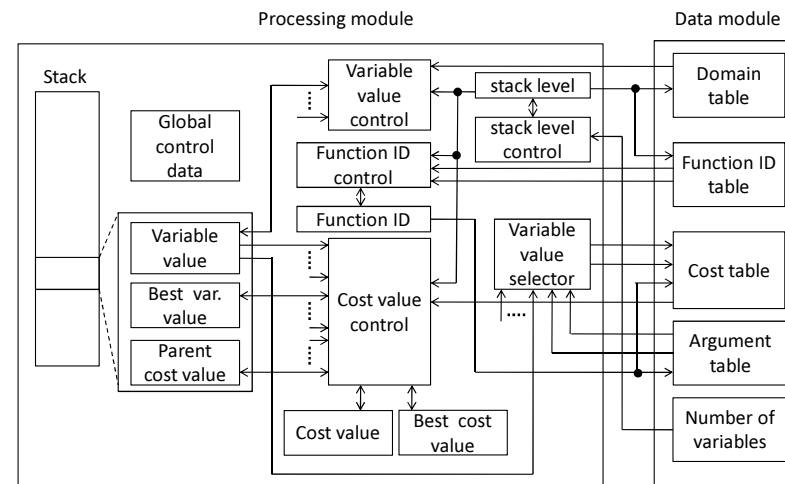 Processing module
Data module
Stack
Variable
value
control
stack level
Domain
table
Global
control
data
stack level
control
Function ID
control
Function ID
table
Function ID
Variable
value
Variable
value
selector
Cost table
Best var.
value
Cost value
control
Parent
cost value
Argument
table
Cost value
Best cost
value
Number of
variables